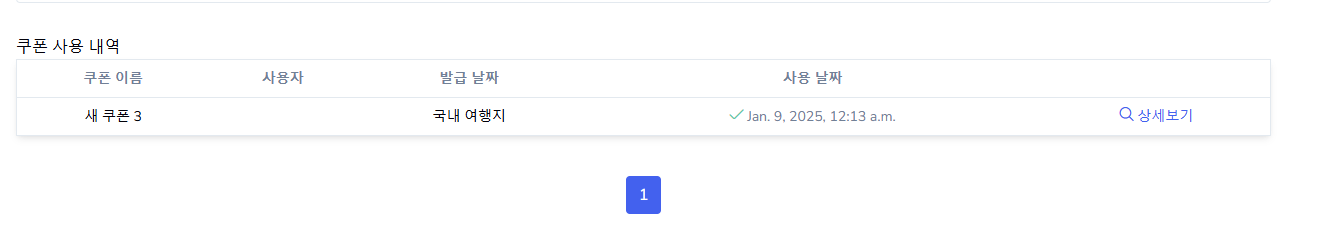 쿠폰 사용 내역
쿠폰 이름 사용자 발급 날짜 사용 날짜
새 쿠폰 3 국내 여행지 Jan. 9, 2025, 12:13 a.m. 상세보기
1